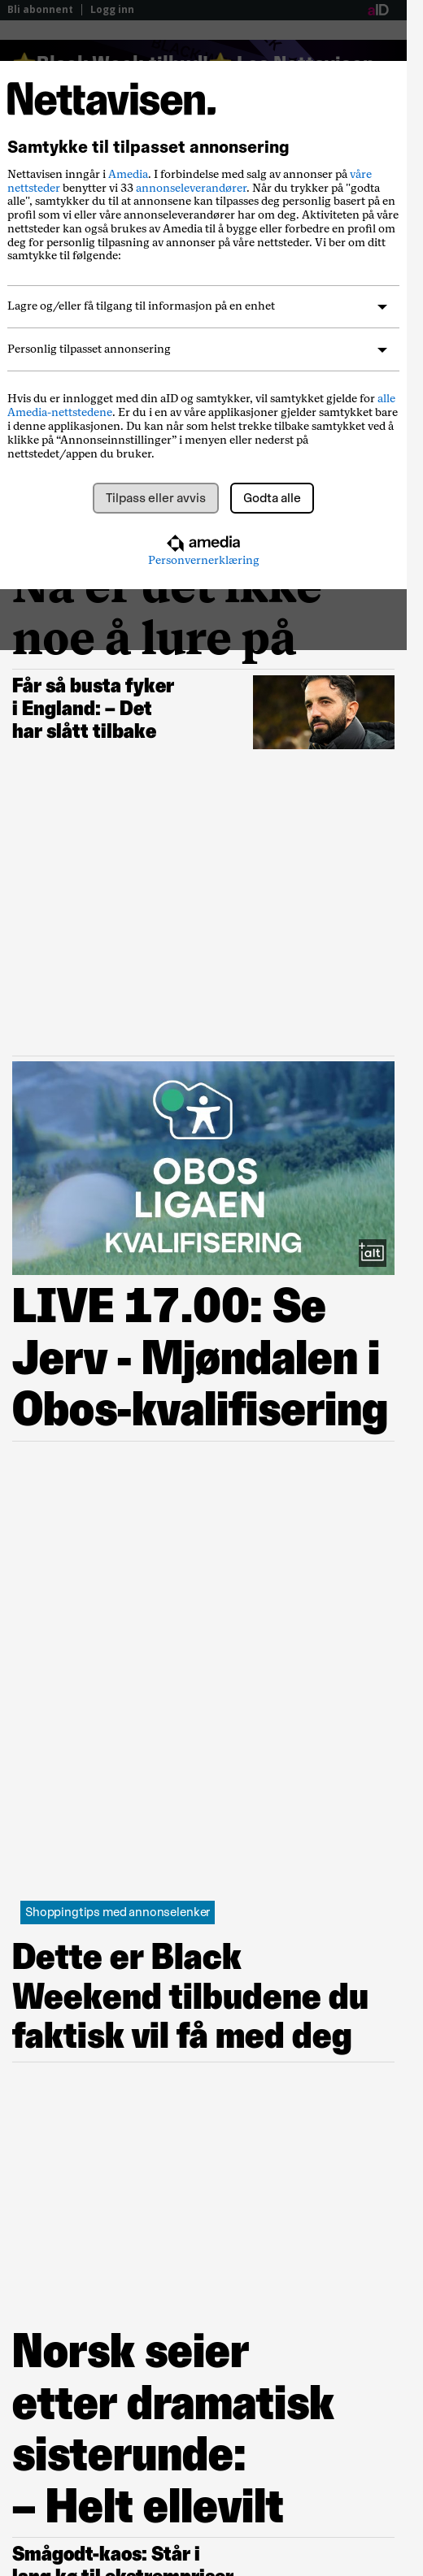 Bli abonnent | Logg inn
aID
Nettavisen.
Samtykke til tilpasset annonsering
Nettavisen inngår i Amedia. I forbindelse med salg av annonser på våre
nettsteder benytter vi 33 annonseleverandører. Når du trykker på "godta
alle", samtykker du til at annonsene kan tilpasses deg personlig basert på en
profil som vi eller våre annonseleverandører har om deg. Aktiviteten på våre
nettsteder kan også brukes av Amedia til å bygge eller forbedre en profil om
deg for personlig tilpasning av annonser på våre nettsteder. Vi ber om ditt
samtykke til følgende:
Lagre og/eller få tilgang til informasjon på en enhet
Personlig tilpasset annonsering
Hvis du er innlogget med din aID og samtykker, vil samtykket gjelde for alle
Amedia-nettstedene. Er du i en av våre applikasjoner gjelder samtykket bare
i denne applikasjonen. Du kan når som helst trekke tilbake samtykket ved å
klikke på “Annonseinnstillinger” i menyen eller nederst på
nettstedet/appen du bruker.
Tilpass eller avvis
Godta alle
amedia
Personvernerklæring
Nå er det ikke
noe å lure på
Får så busta fyker
i England: – Det
har slått tilbake
OBOS
LIGAEN
KVALIFISERING
+alt
LIVE 17.00: Se
Jerv - Mjøndalen i
Obos-kvalifisering
Shoppingtips med annonselenker
Dette er Black
Weekend tilbudene du
faktisk vil få med deg
Norsk seier
etter dramatisk
sisterunde:
– Helt ellevilt
Smågodt-kaos: Står i
lang kø til ekstrempriser